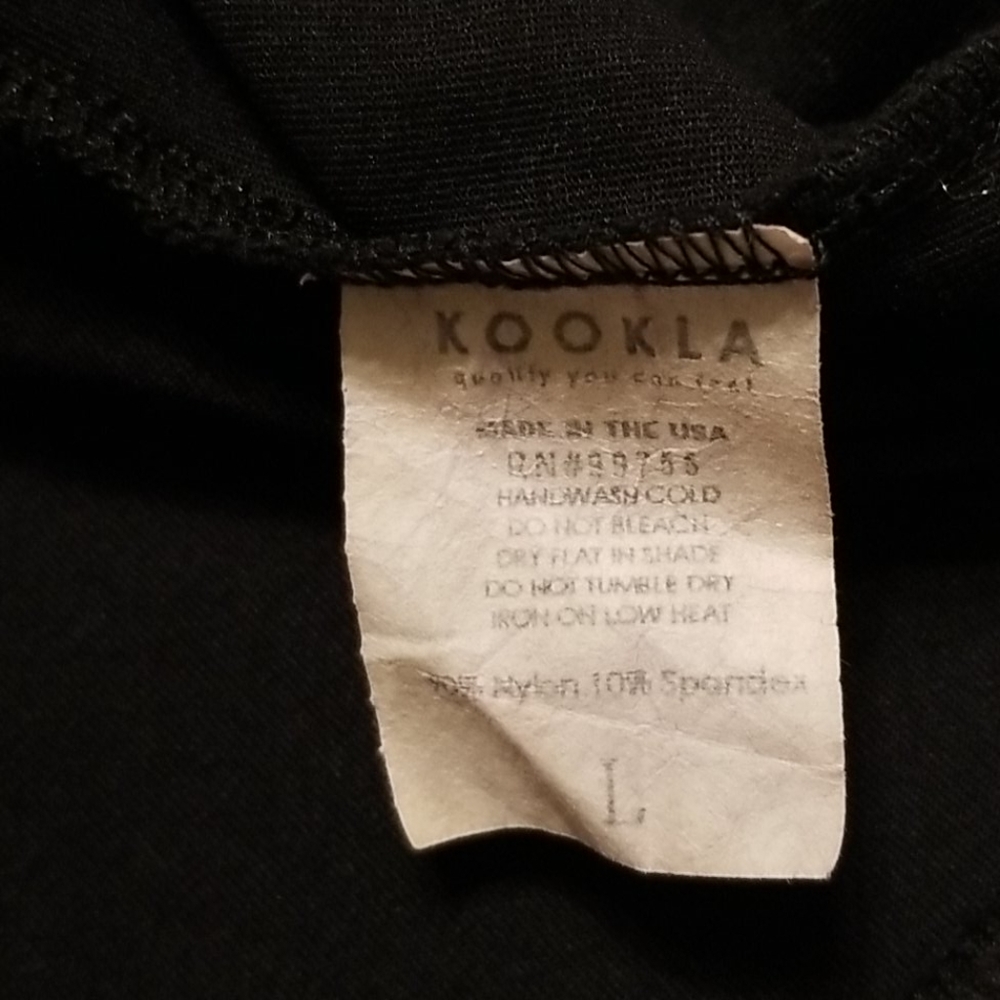 KOOKLA
quality you can feel
MADE IN THE USA
RN#99755
HANDWASH COLD
DO NOT BLEACH
DRY FLAT IN SHADE
DO NOT TUMBLE DRY
IRON ON LOW HEAT
90% Nylon 10% Spandex
L